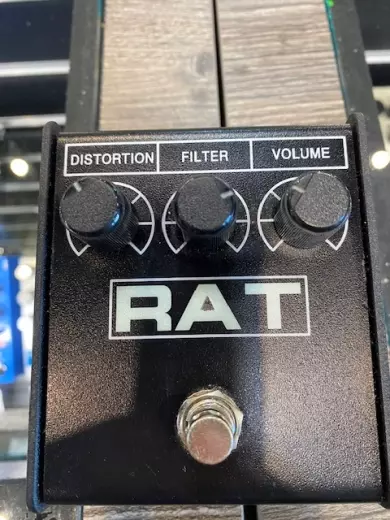 DISTORTION FILTER VOLUME
RAT